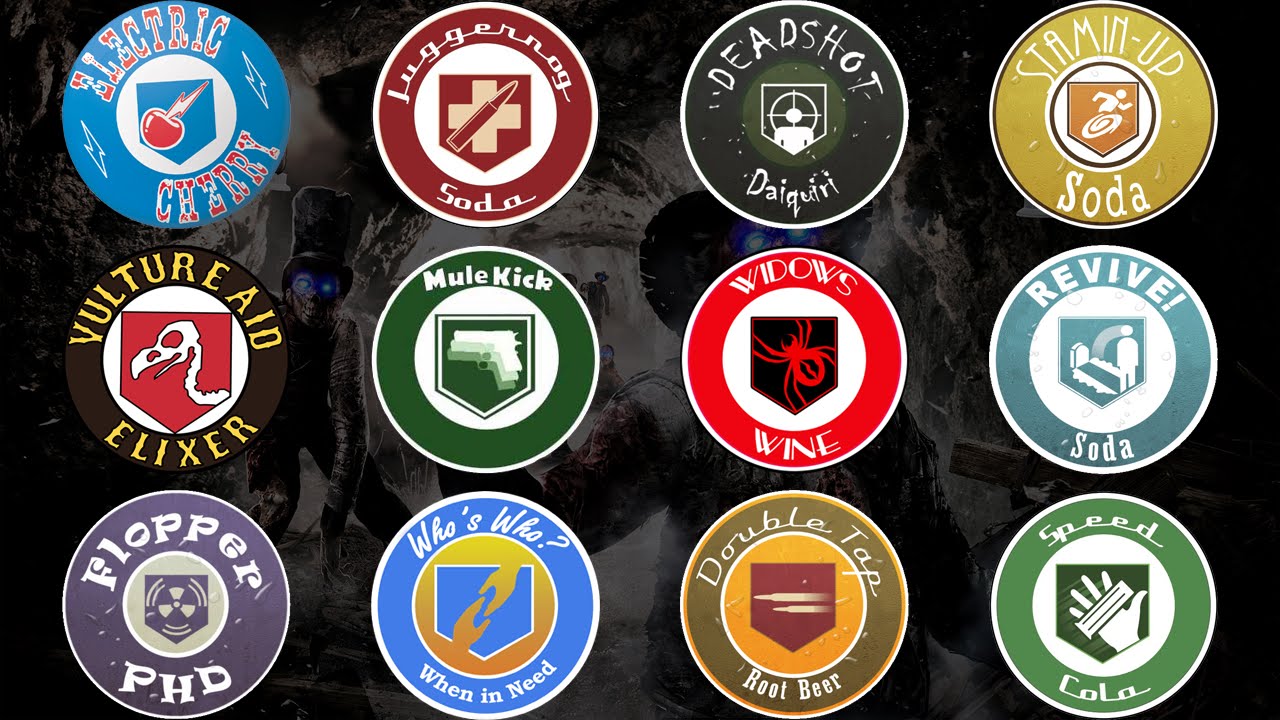 ELECTRIC
CHERRY
Juggernog
Soda
DEADSHOT
Daiquiri
STAMIN-UP
Soda
VULTURE AID
ELIXER
Mule Kick
WIDOWS
WINE
REVIVE!
Soda
Flopper
PHD
Who's Who?
When in Need
Double Tap
Root Beer
Speed
Cola